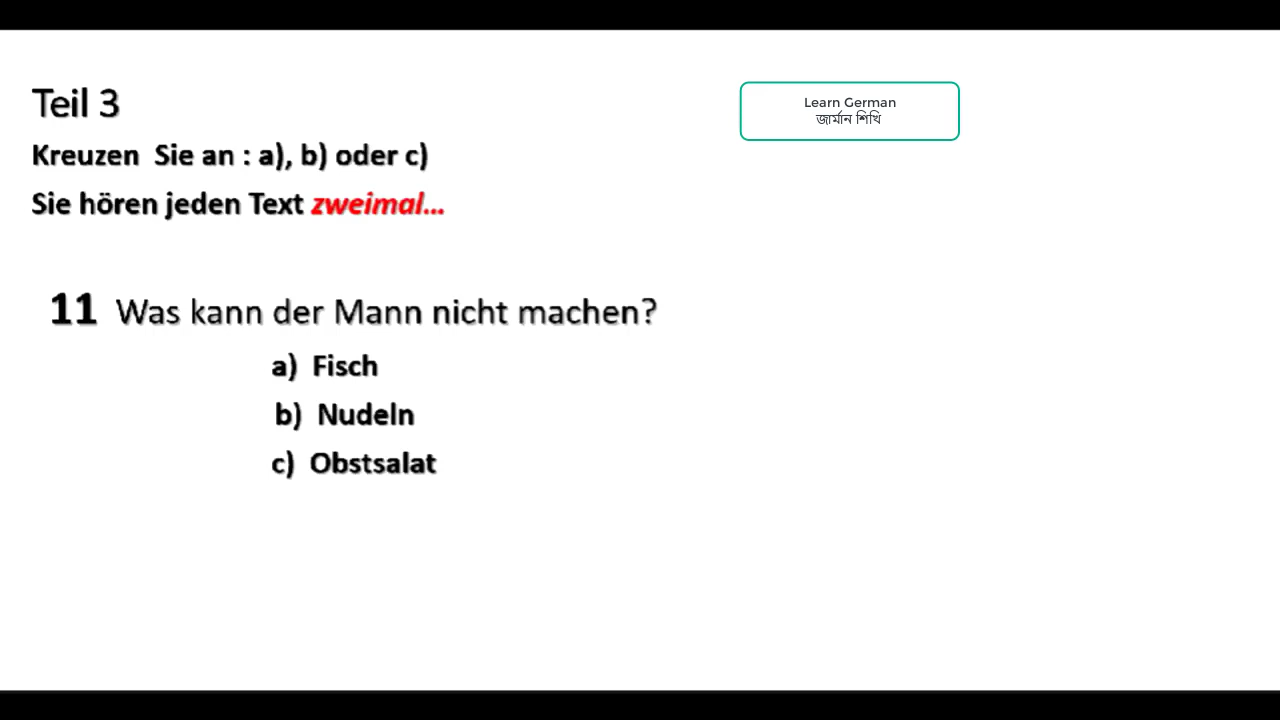 Teil 3
Learn German
জার্মান শিখি
Kreuzen Sie an : a), b) oder c)
Sie hören jeden Text zweimal...
11 Was kann der Mann nicht machen?
a) Fisch
b) Nudeln
c) Obstsalat